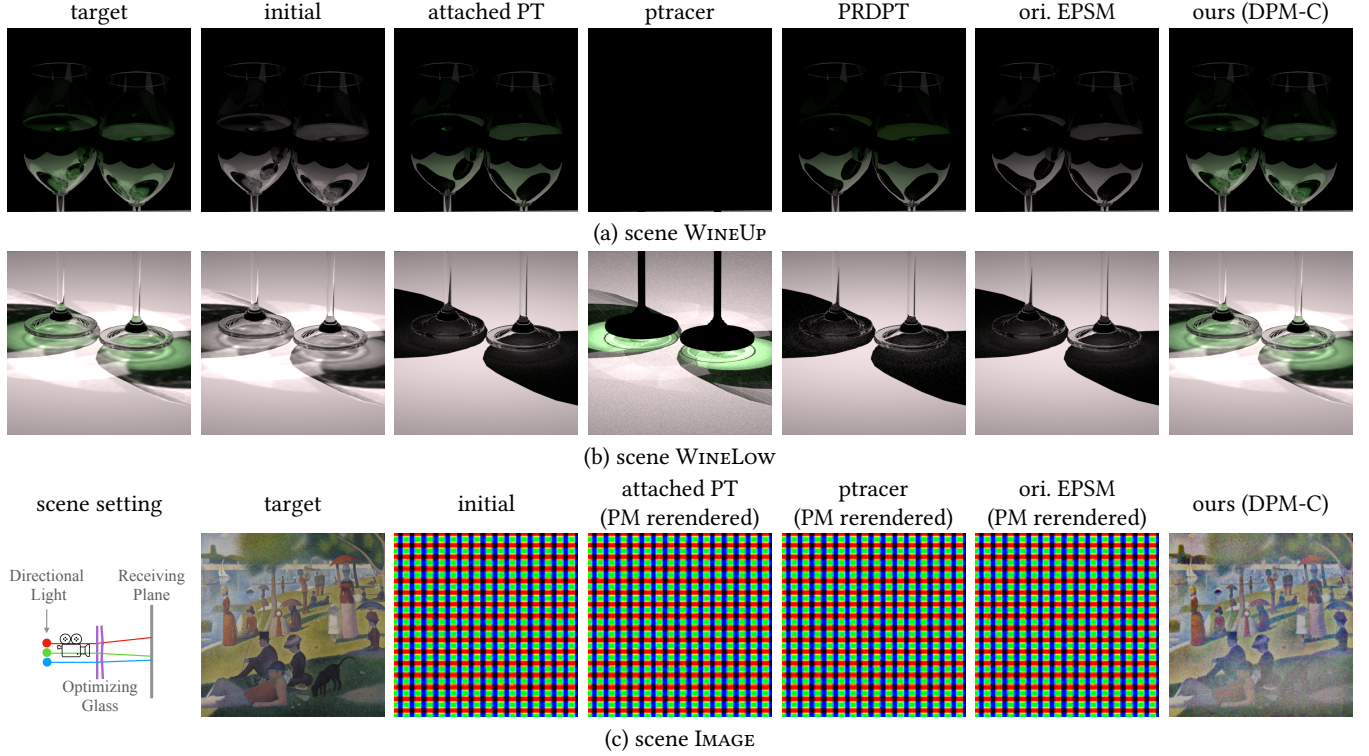 target initial attached PT ptracer PRDPT ori. EPSM ours (DPM-C)
(a) scene WineUp
(b) scene WineLow
scene setting target initial attached PT (PM rerendered) ptracer (PM rerendered) ori. EPSM (PM rerendered) ours (DPM-C)
Directional Light
Receiving Plane
Optimizing Glass
(c) scene Image